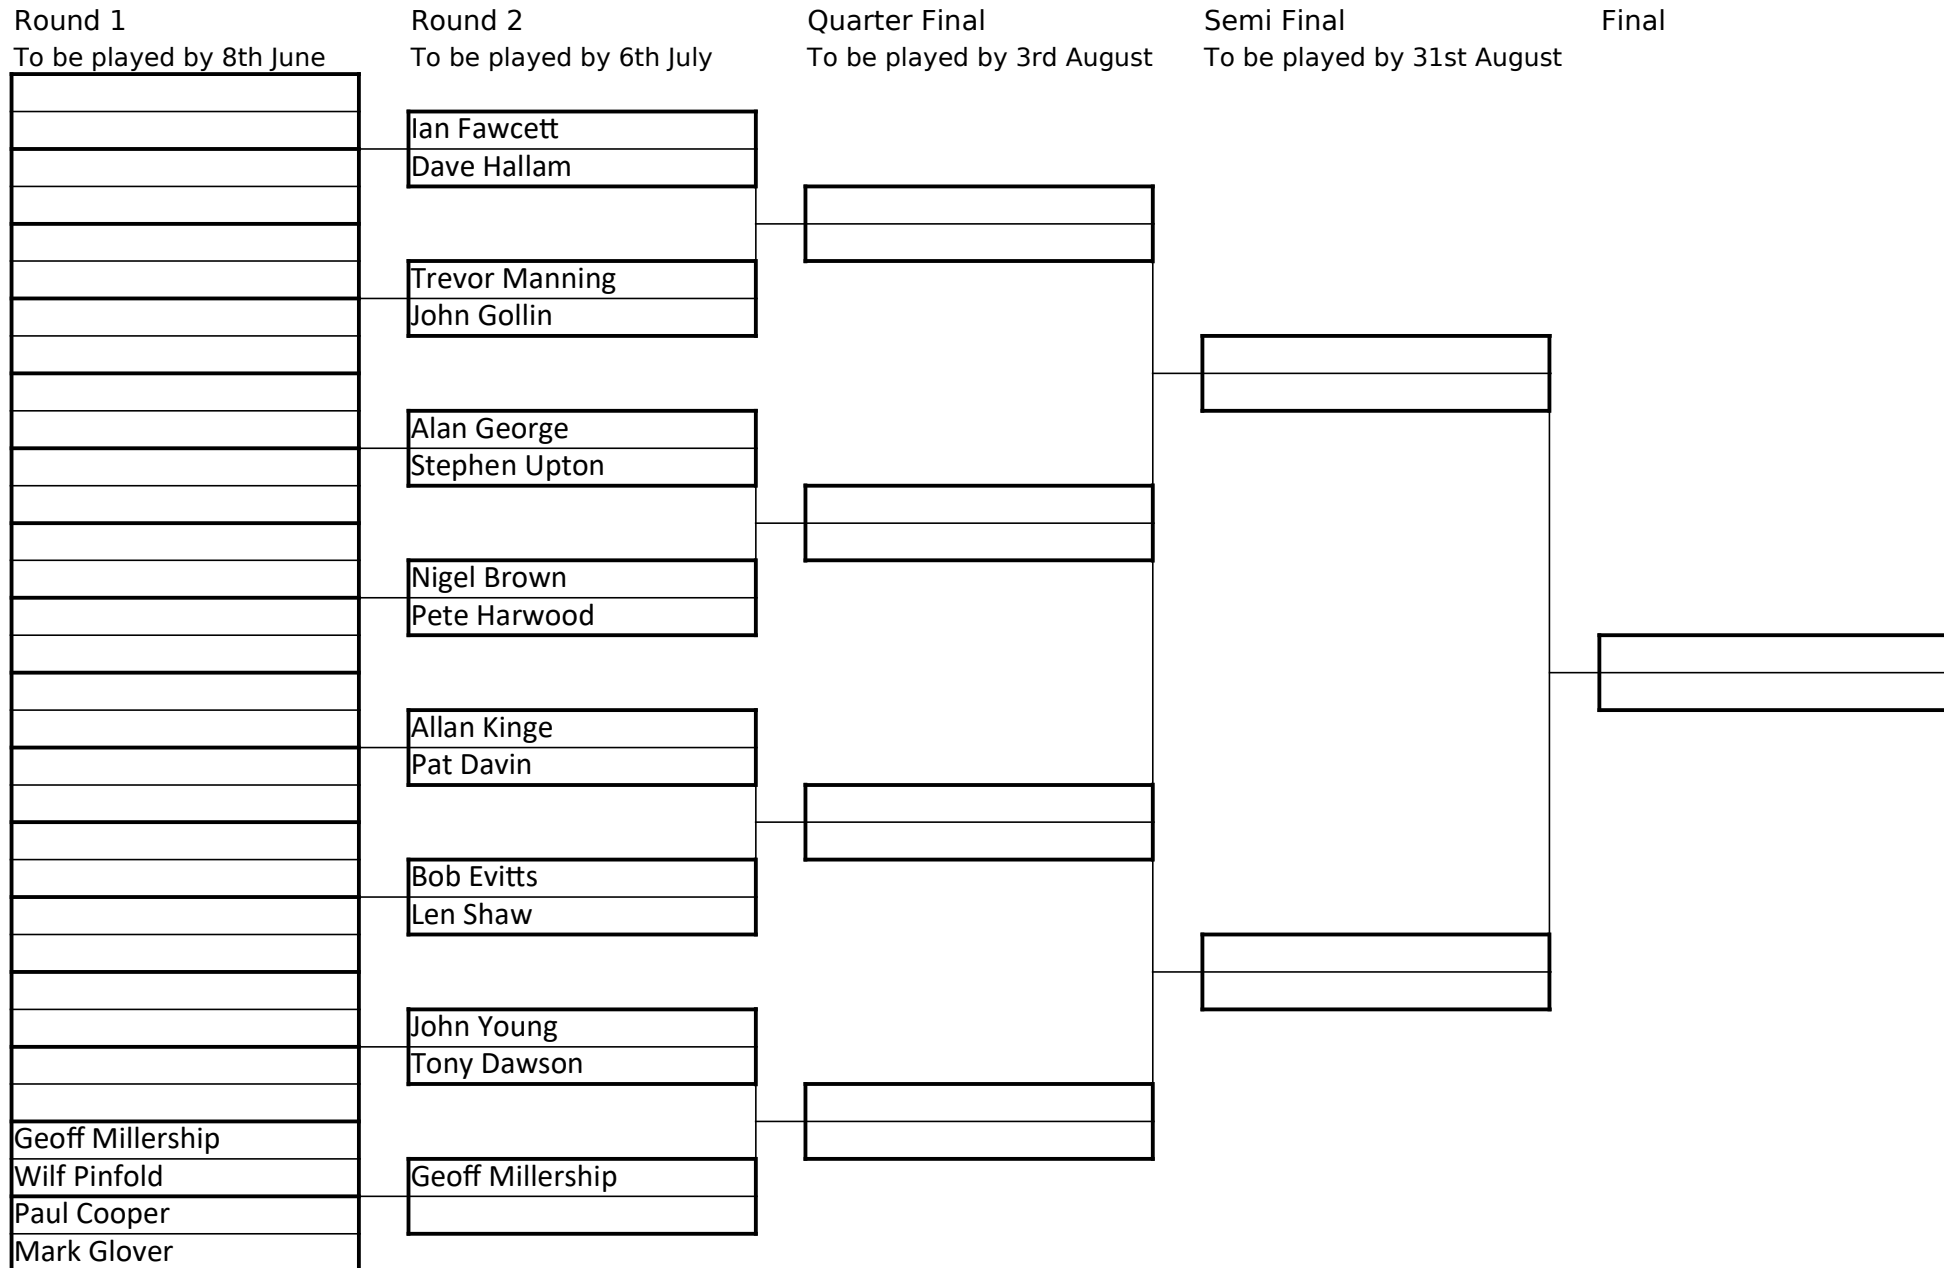 Round 1
Round 2
Quarter Final
Semi Final
Final
To be played by 8th June
To be played by 6th July
To be played by 3rd August
To be played by 31st August
Ian Fawcett
Dave Hallam
Trevor Manning
John Gollin
Alan George
Stephen Upton
Nigel Brown
Pete Harwood
Allan Kinge
Pat Davin
Bob Evitts
Len Shaw
John Young
Tony Dawson
Geoff Millership
Wilf Pinfold
Geoff Millership
Paul Cooper
Mark Glover